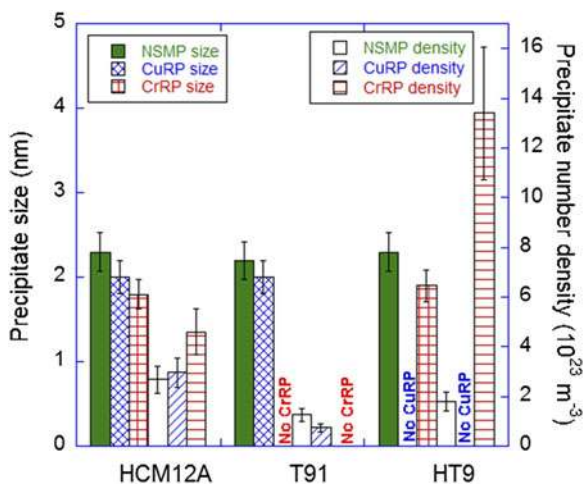 5
4
3
2
1
0
Precipitate size (nm)
NSMP size
CuRP size
CrRP size
NSMP density
CuRP density
CrRP density
No CrRP
No CrRP
No CuRP
No CuRP
16
14
12
10
8
6
4
2
0
Precipitate number density (10²³ m⁻³)
HCM12A
T91
HT9